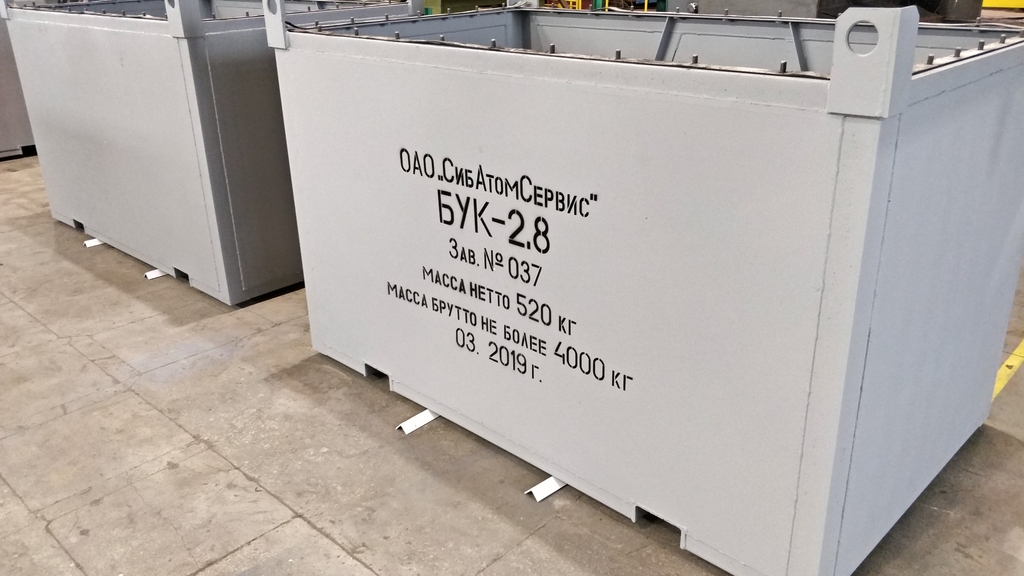 ОАО „СибАтомСервис"
БУК-2.8
Зав. № 037
МАССА НЕТТО 520 кг
МАССА БРУТТО НЕ БОЛЕЕ 4000 кг
03. 2019 г.